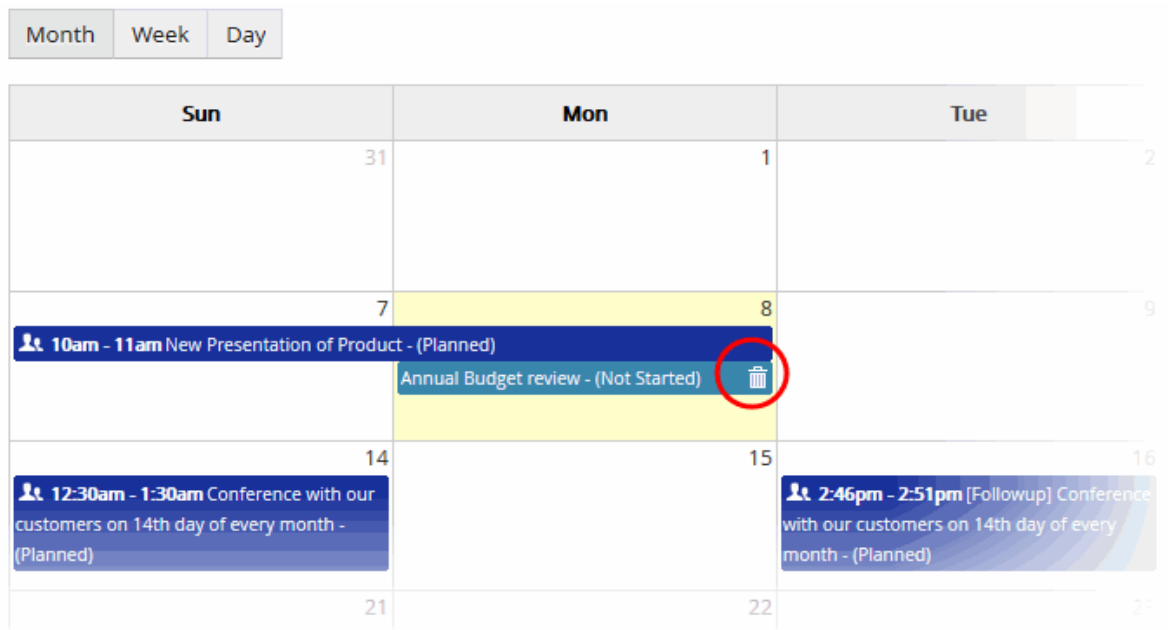 Month Week Day
Sun Mon Tue
31 1 2
7 8 9
10am - 11am New Presentation of Product - (Planned)
Annual Budget review - (Not Started)
14 15 16
12:30am - 1:30am Conference with our
customers on 14th day of every month -
(Planned)
2:46pm - 2:51pm [Followup] Conference
with our customers on 14th day of every
month - (Planned)
21 22 23